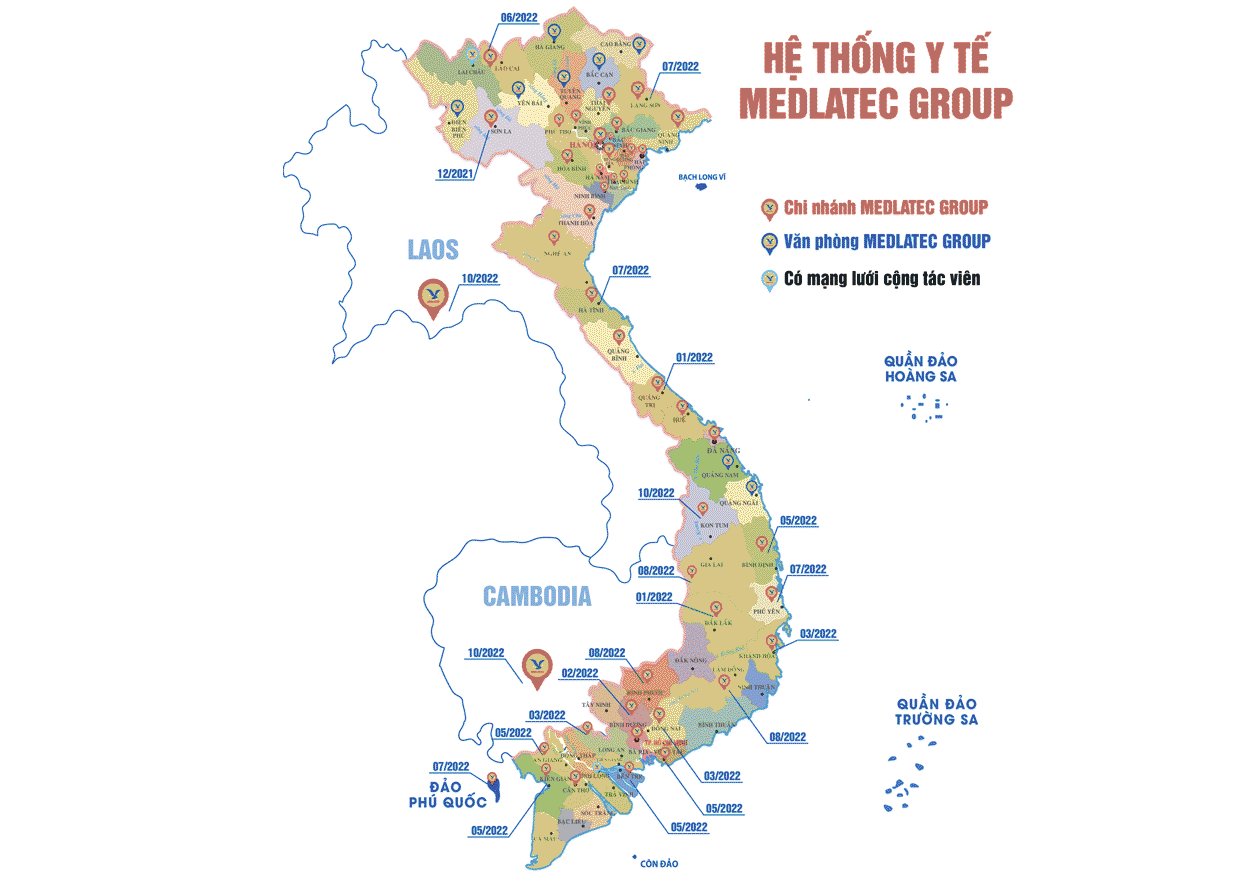 HỆ THỐNG Y TẾ
MEDLATEC GROUP
06/2022
HÀ GIANG
CAO BẰNG
LAI CHÂU
LÀO CAI
BẮC CẠN
07/2022
TUYÊN
QUANG
YÊN BÁI
THÁI
NGUYÊN
LẠNG SƠN
ĐIỆN
BIÊN
PHỦ
SƠN LA
PHÚ THỌ
BẮC GIANG
QUẢNG
NINH
HÀ NỘI
12/2021
HÒA BÌNH
HÀ NAM
NINH BÌNH
BẠCH LONG VĨ
THANH HÓA
Chi nhánh MEDLATEC GROUP
Văn phòng MEDLATEC GROUP
Có mạng lưới cộng tác viên
LAOS
NGHỆ AN
10/2022
07/2022
HÀ TĨNH
QUẢNG
BÌNH
01/2022
QUẢNG
TRỊ
HUẾ
QUẦN ĐẢO
HOÀNG SA
ĐÀ NẴNG
QUẢNG NAM
10/2022
QUẢNG NGÃI
KON TUM
05/2022
GIA LAI
BÌNH ĐỊNH
08/2022
07/2022
CAMBODIA
01/2022
PHÚ YÊN
ĐĂK LĂK
03/2022
10/2022
08/2022
ĐĂK NÔNG
KHÁNH HÒA
02/2022
LÂM ĐỒNG
BÌNH PHƯỚC
NINH THUẬN
TÂY NINH
03/2022
BÌNH DƯƠNG
ĐỒNG NAI
BÌNH THUẬN
08/2022
QUẦN ĐẢO
TRƯỜNG SA
05/2022
TP. HỒ CHÍ MINH
LONG AN
BÀ RỊA - VŨNG TÀU
AN GIANG
ĐỒNG THÁP
07/2022
KIÊN GIANG
VĨNH LONG
BẾN TRE
03/2022
ĐẢO
PHÚ QUỐC
CẦN THƠ
TRÀ VINH
05/2022
SÓC TRĂNG
05/2022
BẠC LIÊU
05/2022
CÀ MAU
CÔN ĐẢO